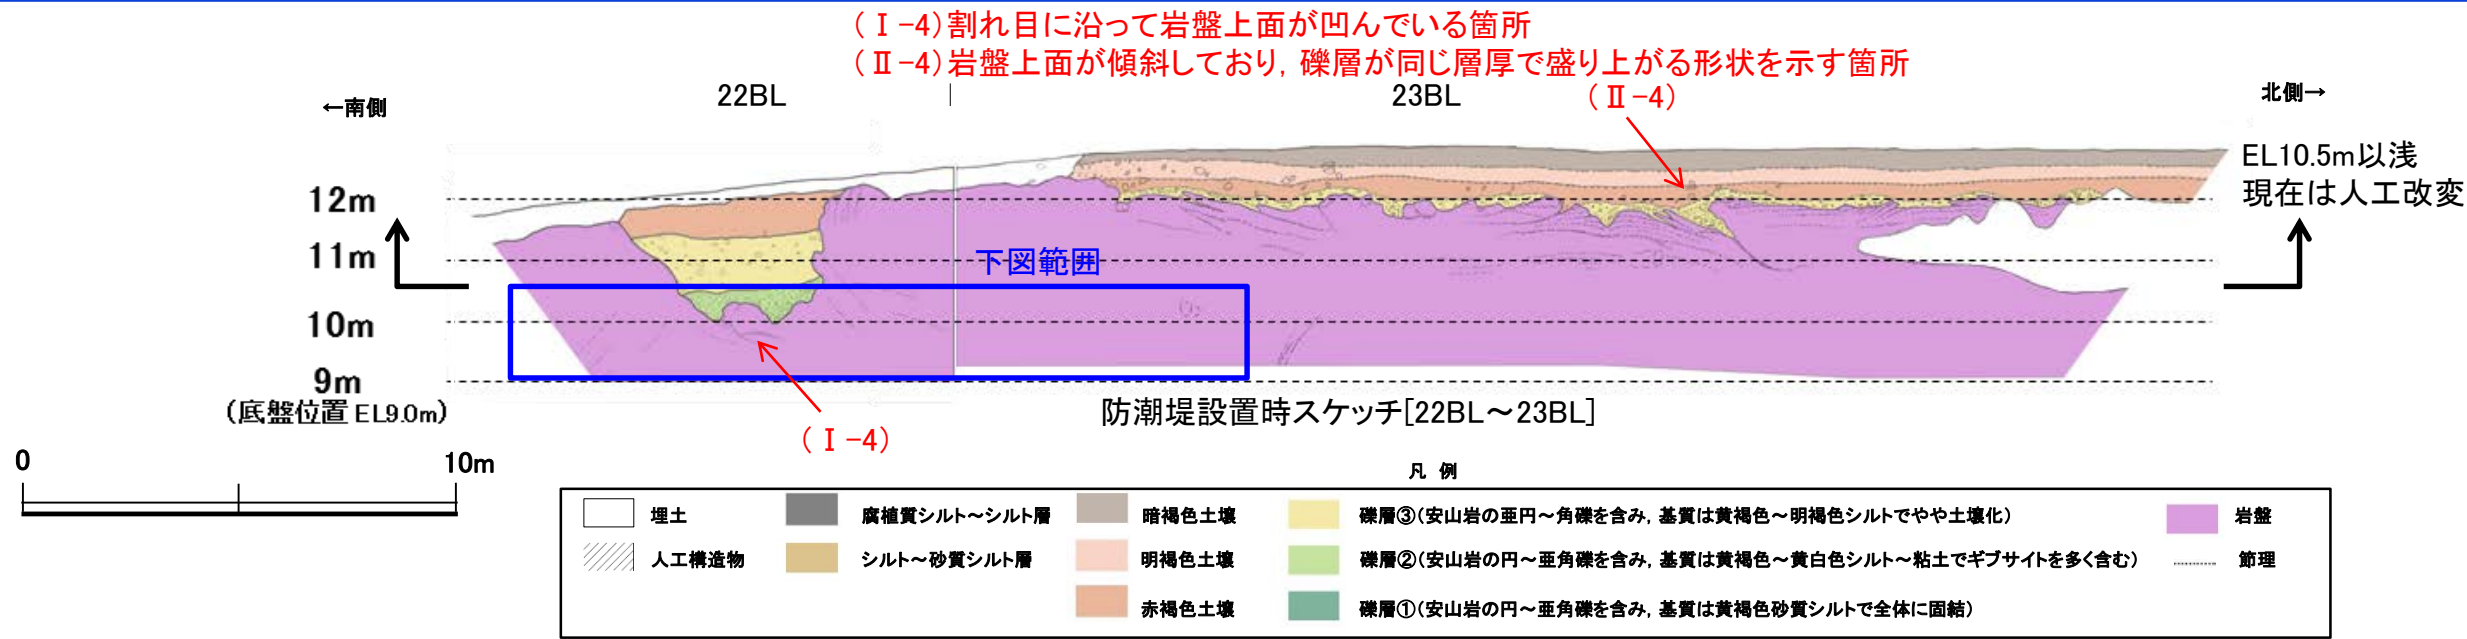 (Ⅰ-4)割れ目に沿って岩盤上面が凹んでいる箇所
(Ⅱ-4)岩盤上面が傾斜しており, 礫層が同じ層厚で盛り上がる形状を示す箇所
←南側
22BL
23BL
(Ⅱ-4)
北側→
EL10.5m以浅
現在は人工改変
12m
11m
下図範囲
10m
9m
(底盤位置 EL9.0m)
防潮堤設置時スケッチ[22BL~23BL]
(Ⅰ-4)
0
10m
凡 例
埋土
腐植質シルト~シルト層
暗褐色土壌
礫層③(安山岩の亜円~角礫を含み, 基質は黄褐色~明褐色シルトでやや土壌化)
岩盤
人工構造物
シルト~砂質シルト層
明褐色土壌
礫層②(安山岩の円~亜角礫を含み, 基質は黄褐色~黄白色シルト~粘土でギブサイトを多く含む)
節理
赤褐色土壌
礫層①(安山岩の円~亜角礫を含み, 基質は黄褐色砂質シルトで全体に固結)